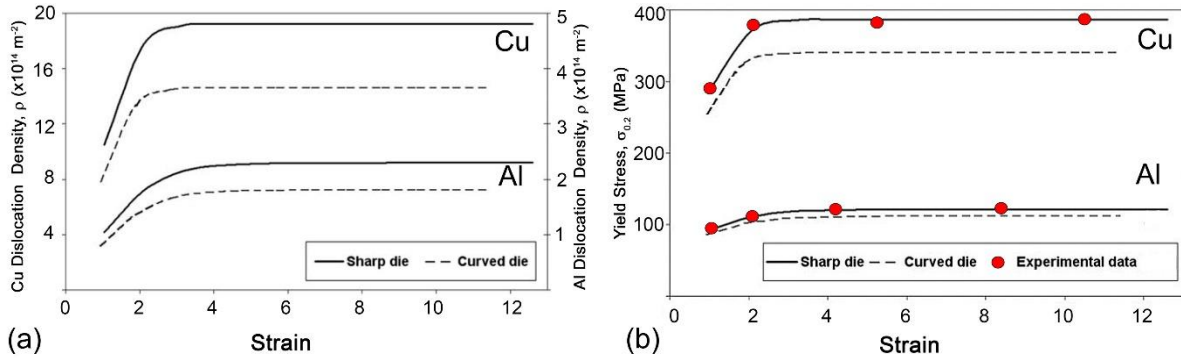 Cu Dislocation Density, ρ (x10¹⁴ m⁻²)
20
16
12
8
4
0
Cu
Al
5
4
3
2
1
0
Al Dislocation Density, ρ (x10¹⁴ m⁻²)
Sharp die Curved die
0 2 4 6 8 10 12
(a) Strain
Yield Stress, σ0.2 (MPa)
400
300
200
100
0
Cu
Al
Sharp die Curved die Experimental data
0 2 4 6 8 10 12
(b) Strain